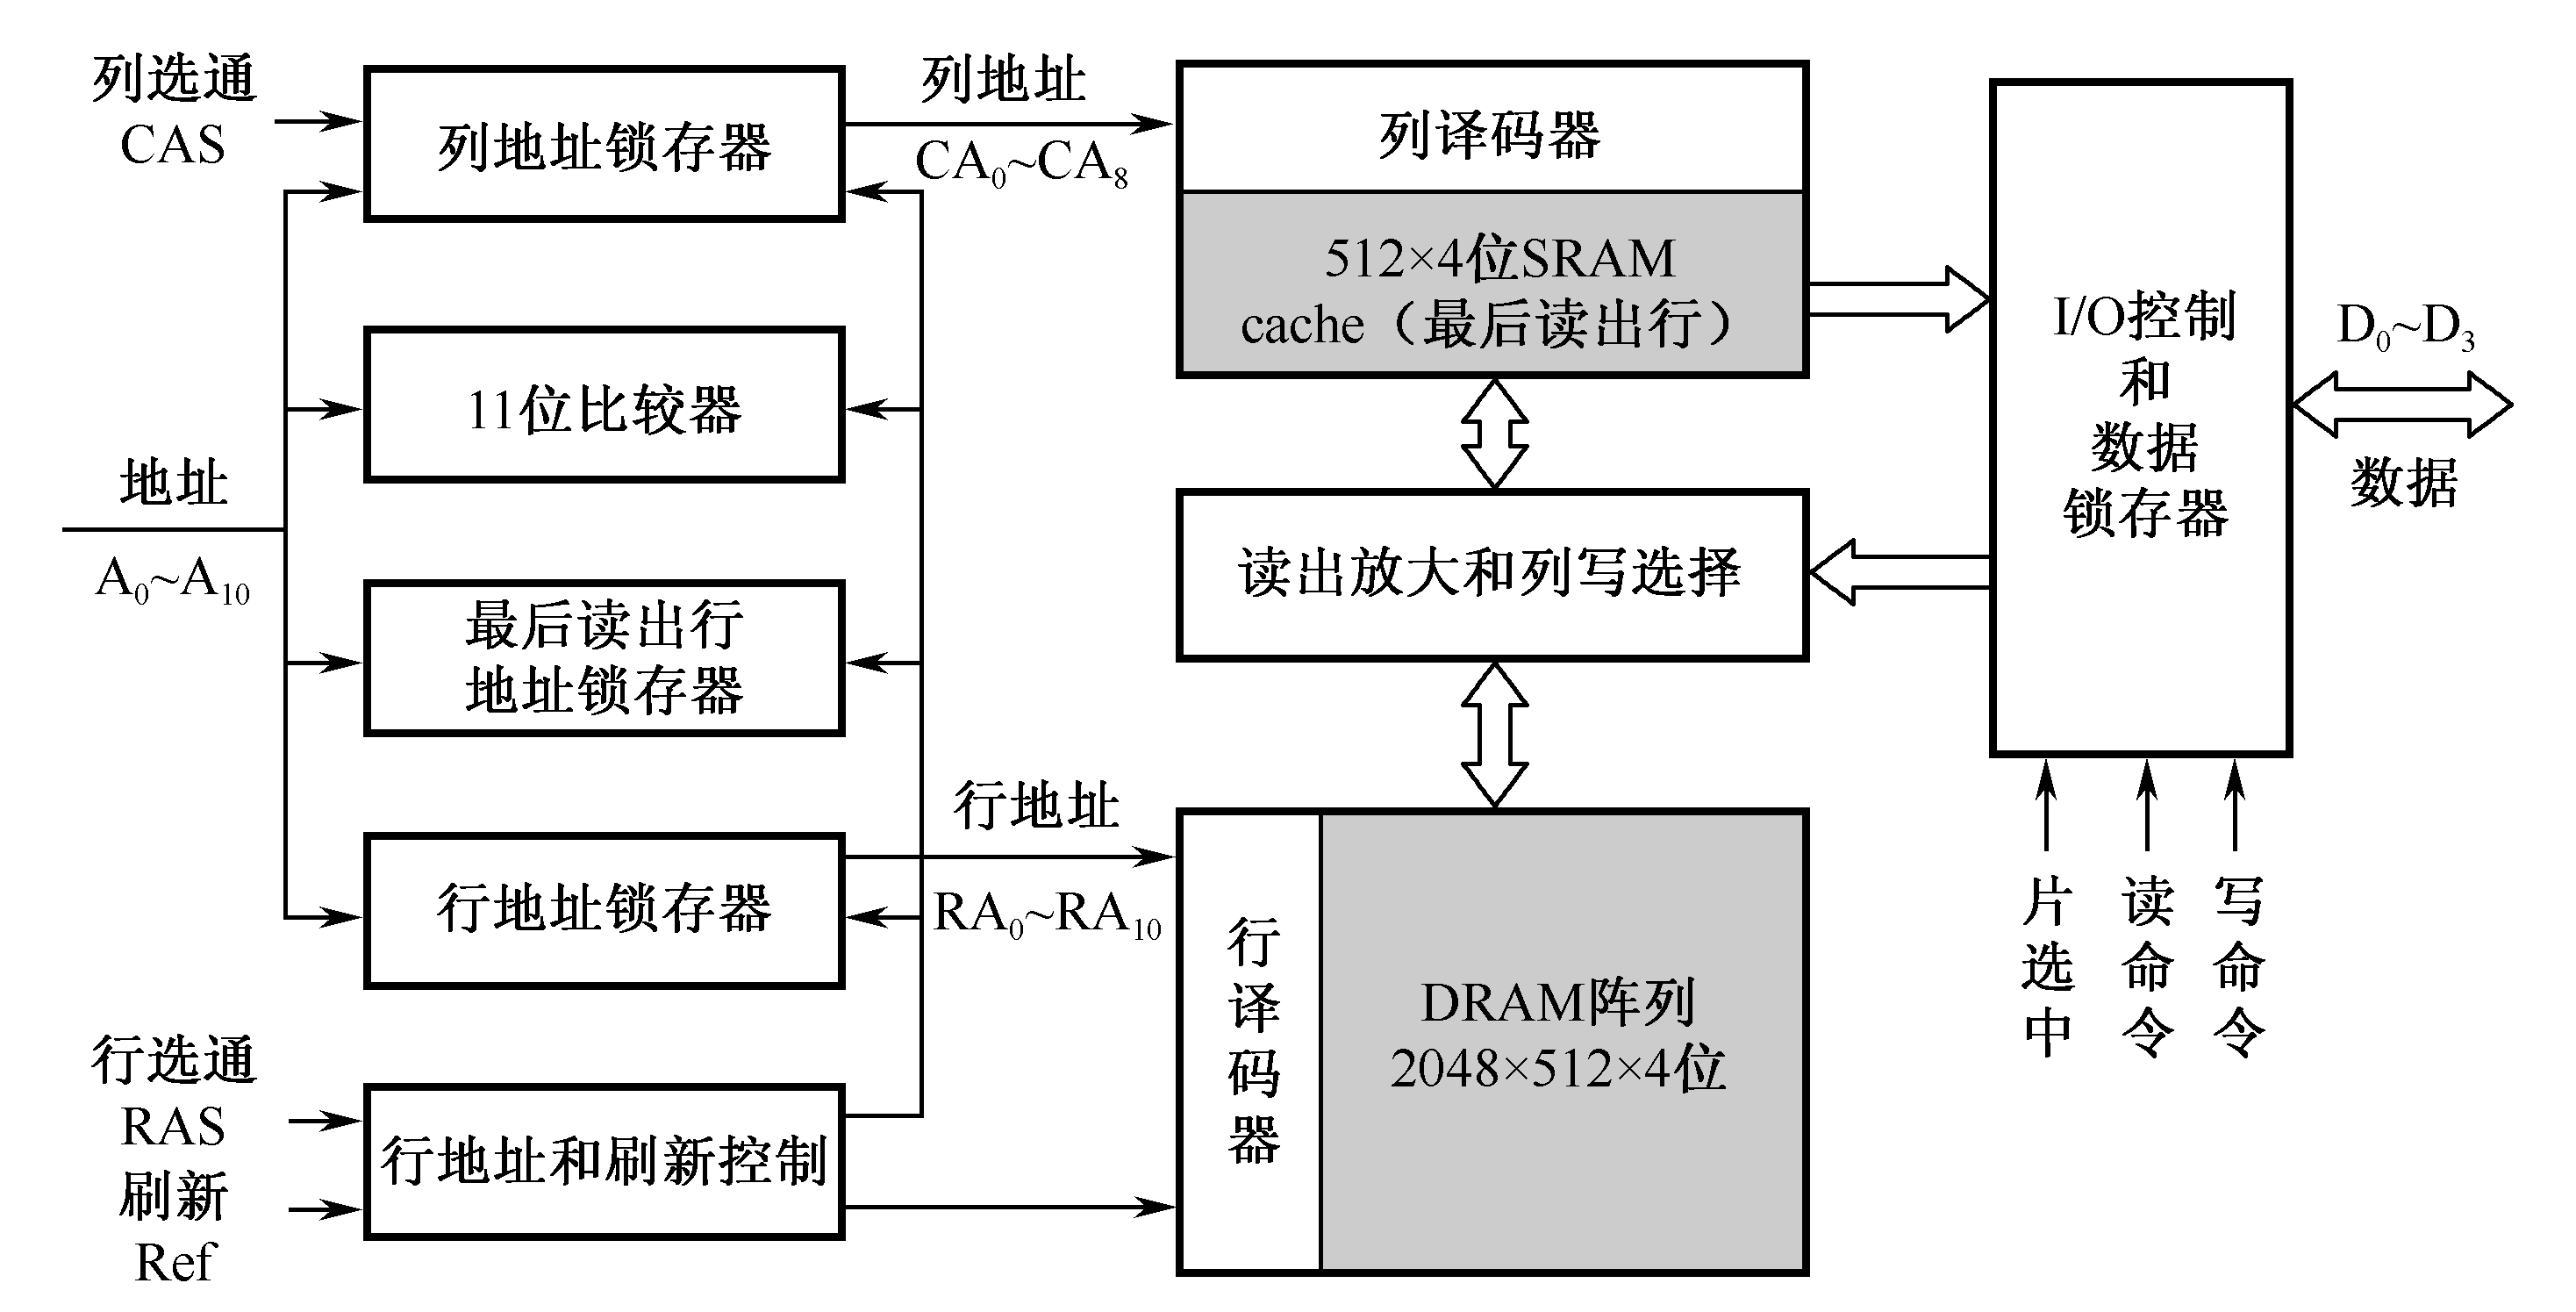 列选通
CAS
列地址锁存器
列地址
CA₀~CA₈
列译码器
512×4位SRAM
cache（最后读出行）
I/O控制
和
数据
锁存器
D₀~D₃
数据
11位比较器
地址
A₀~A₁₀
读出放大和列写选择
最后读出行
地址锁存器
行地址锁存器
行地址
RA₀~RA₁₀
行译码器
DRAM阵列
2048×512×4位
片选中
读命令
写命令
行选通
RAS
刷新
Ref
行地址和刷新控制